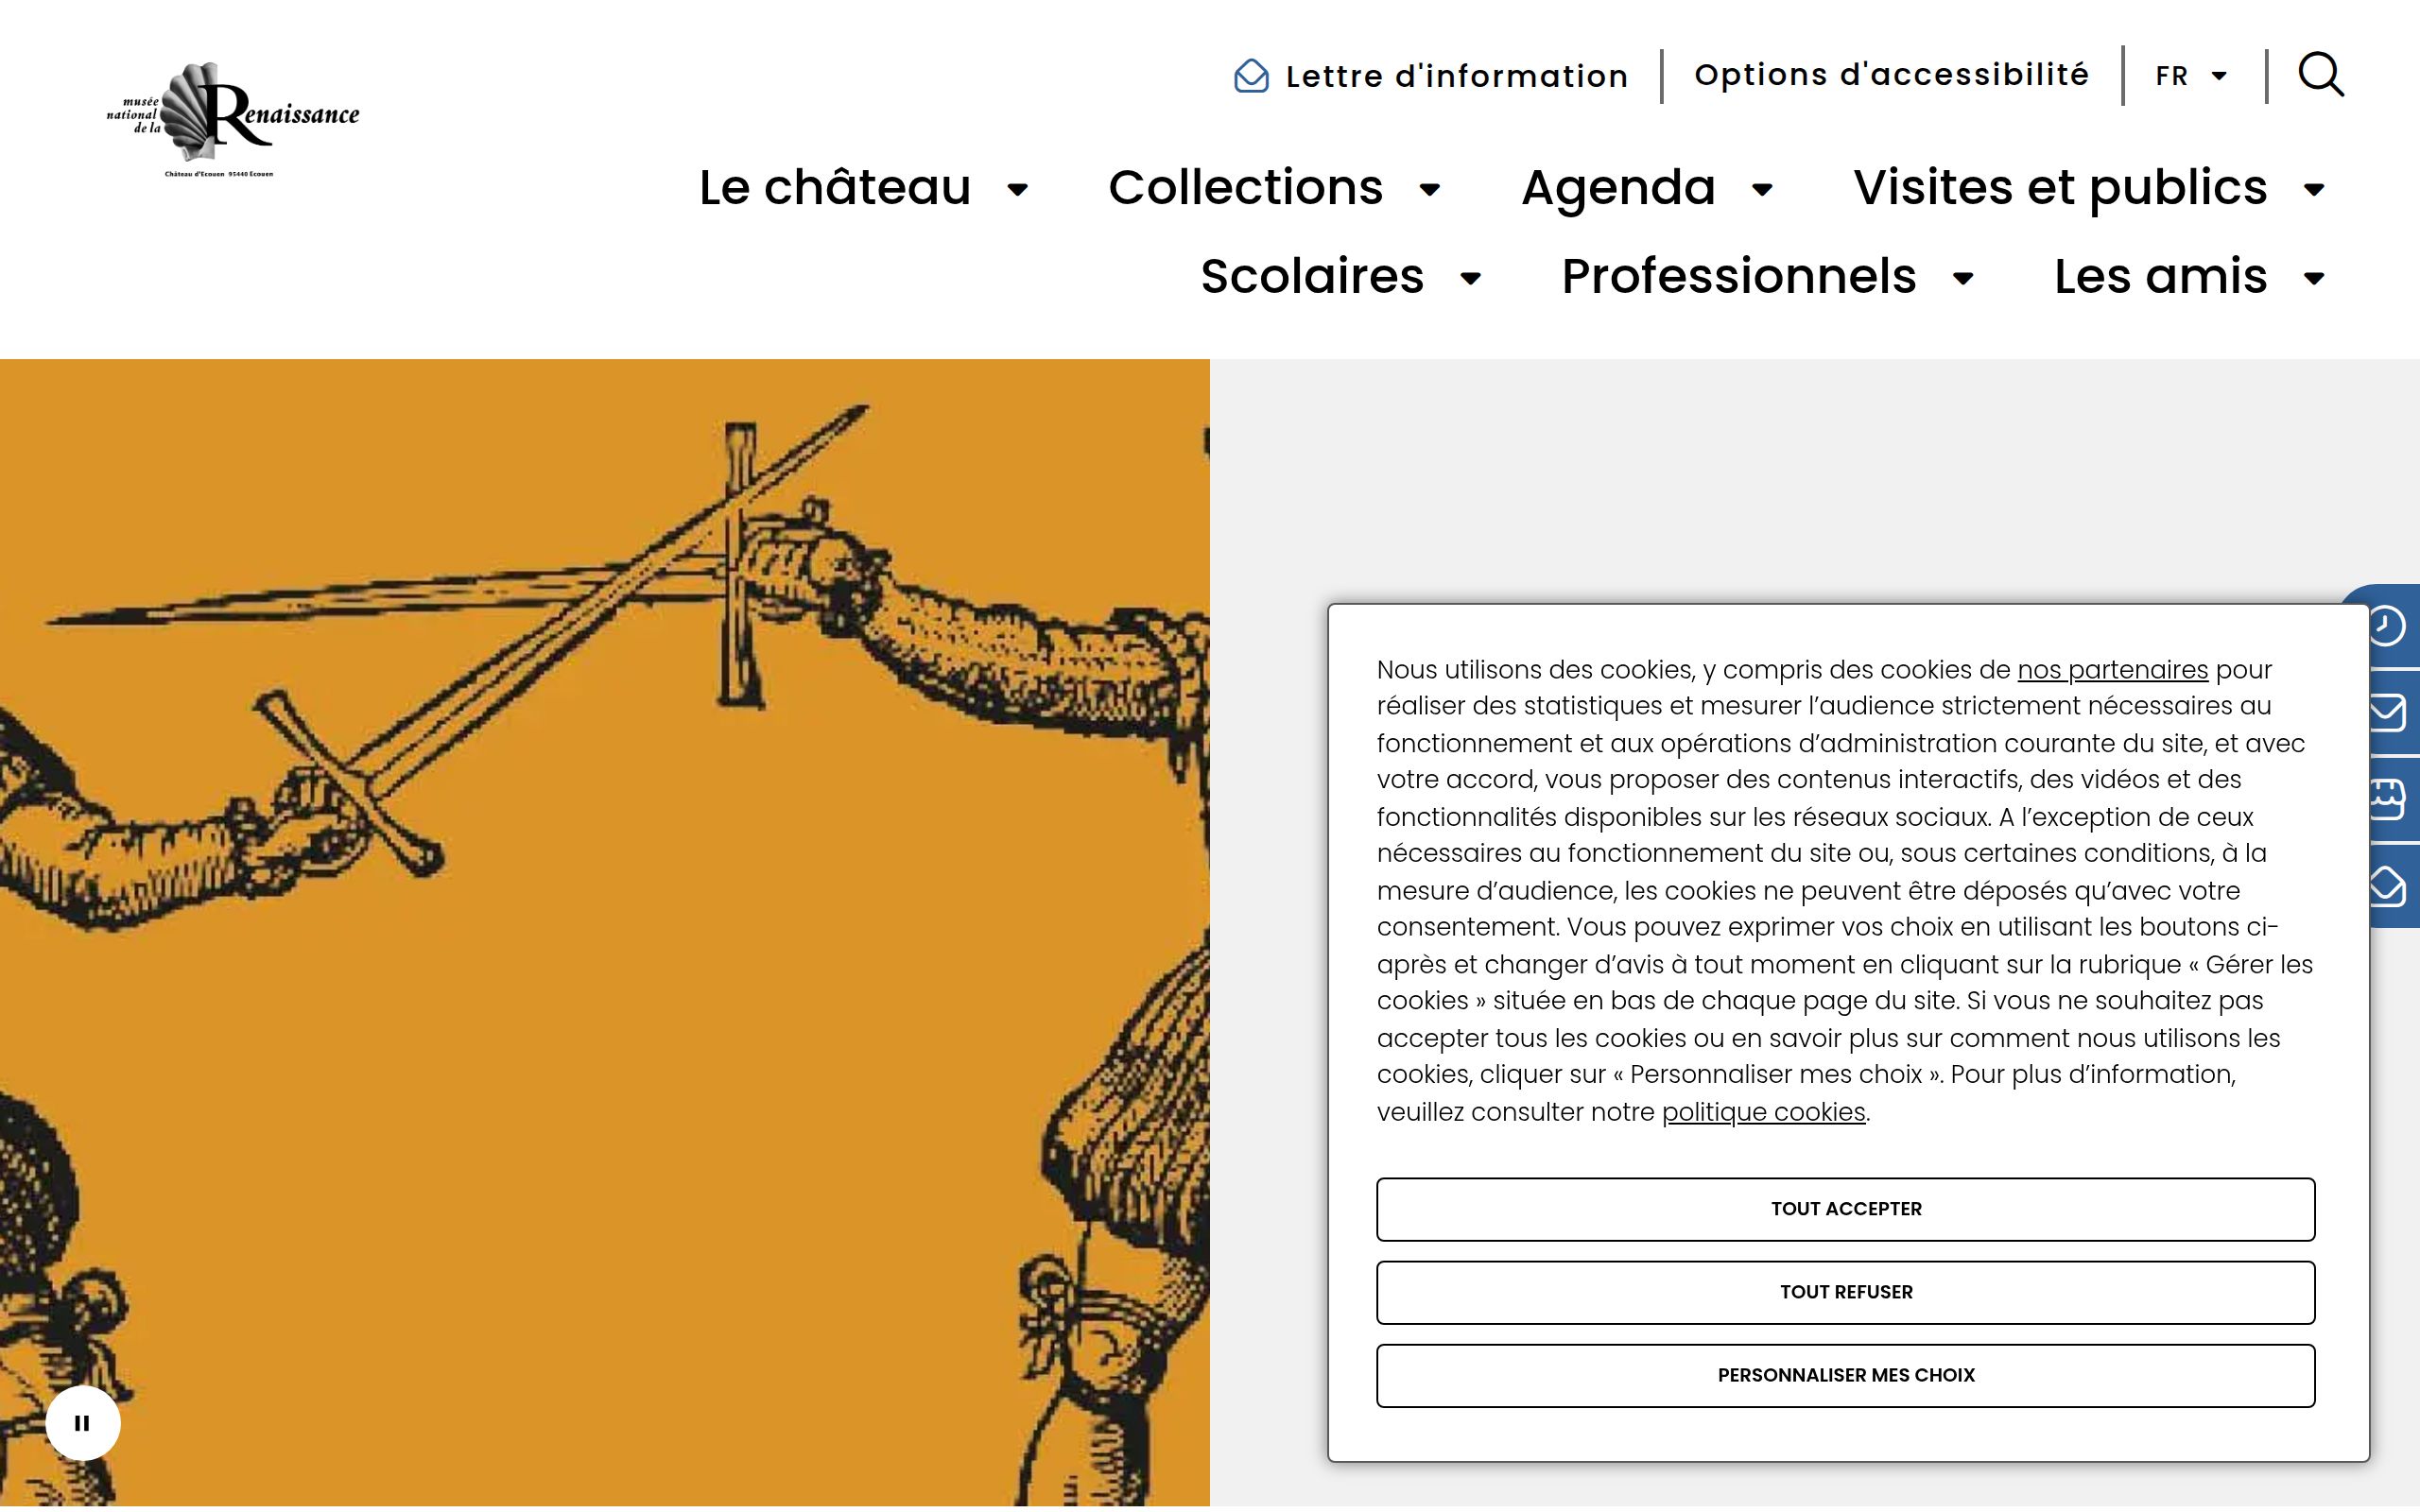 musée
national
de la
Renaissance
Château d'Ecouen 95440 Ecouen
Lettre d'information
Options d'accessibilité
FR
Le château
Collections
Agenda
Visites et publics
Scolaires
Professionnels
Les amis
Nous utilisons des cookies, y compris des cookies de nos partenaires pour
réaliser des statistiques et mesurer l’audience strictement nécessaires au
fonctionnement et aux opérations d’administration courante du site, et avec
votre accord, vous proposer des contenus interactifs, des vidéos et des
fonctionnalités disponibles sur les réseaux sociaux. A l’exception de ceux
nécessaires au fonctionnement du site ou, sous certaines conditions, à la
mesure d’audience, les cookies ne peuvent être déposés qu’avec votre
consentement. Vous pouvez exprimer vos choix en utilisant les boutons ci-
après et changer d’avis à tout moment en cliquant sur la rubrique « Gérer les
cookies » située en bas de chaque page du site. Si vous ne souhaitez pas
accepter tous les cookies ou en savoir plus sur comment nous utilisons les
cookies, cliquer sur « Personnaliser mes choix ». Pour plus d’information,
veuillez consulter notre politique cookies.
TOUT ACCEPTER
TOUT REFUSER
PERSONNALISER MES CHOIX